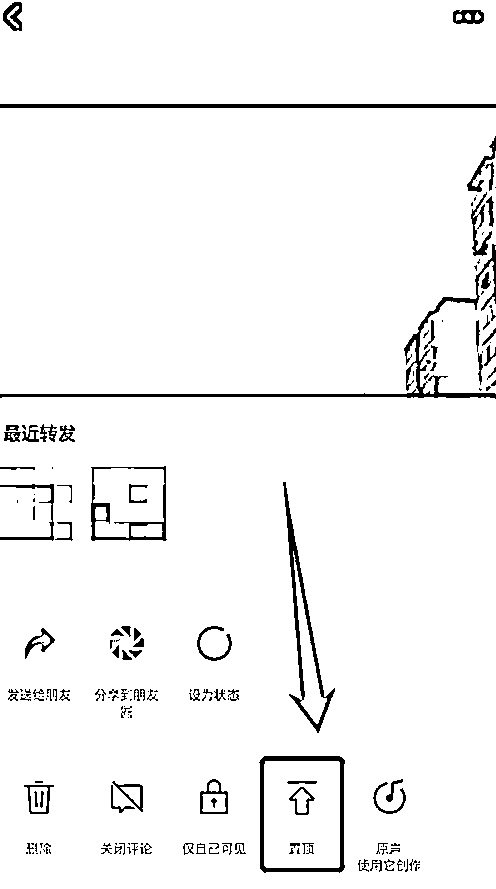 最近转发
发送给朋友
分享到朋友
圈
设为状态
删除
关闭评论
仅自己可见
置顶
原声
使用它创作